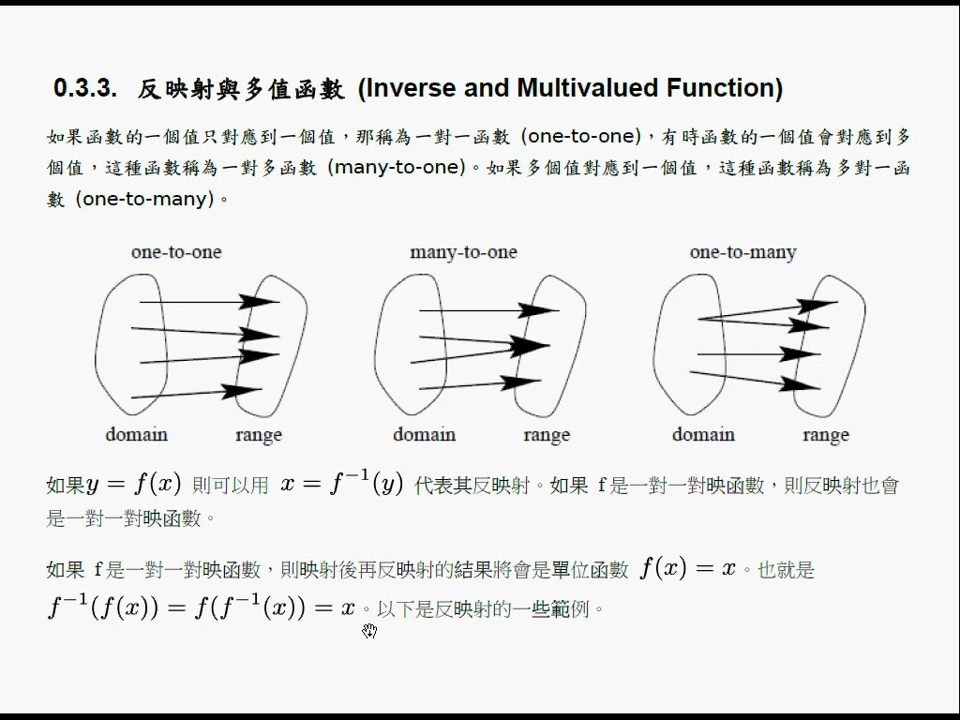 0.3.3. 反映射與多值函數 (Inverse and Multivalued Function)
如果函數的一個值只對應到一個值，那稱為一對一函數 (one-to-one)，有時函數的一個值會對應到多
個值，這種函數稱為一對多函數 (many-to-one)。如果多個值對應到一個值，這種函數稱為多對一函
數 (one-to-many)。
one-to-one many-to-one one-to-many
domain range domain range domain range
如果y = f(x) 則可以用 x = f⁻¹(y) 代表其反映射。如果 f 是一對一對映函數，則反映射也會
是一對一對映函數。
如果 f 是一對一對映函數，則映射後再反映射的結果將會是單位函數 f(x) = x。也就是
f⁻¹(f(x)) = f(f⁻¹(x)) = x。以下是反映射的一些範例。